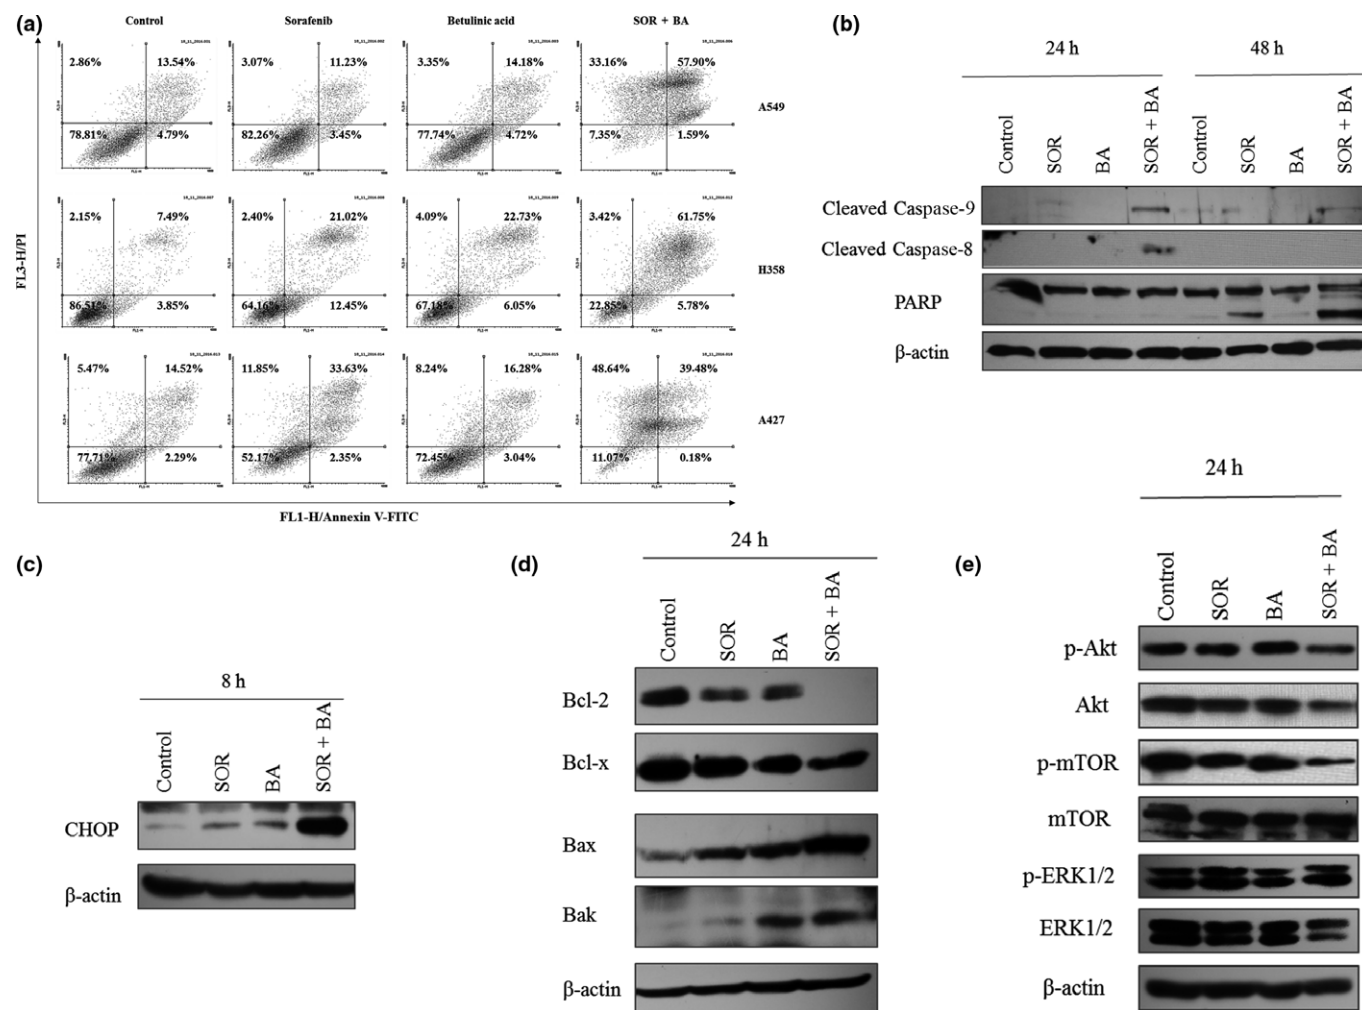 (a)
Control Sorafenib Betulinic acid SOR + BA
2.86% 13.54% 3.07% 11.23% 3.35% 14.18% 33.16% 57.90%
A549
78.81% 4.79% 82.26% 3.45% 77.74% 4.72% 7.35% 1.59%
2.15% 7.49% 2.40% 21.02% 4.09% 22.73% 3.42% 61.75%
H358
86.51% 3.85% 64.16% 12.45% 67.18% 6.05% 22.85% 5.78%
5.47% 14.52% 11.85% 33.63% 8.24% 16.28% 48.64% 39.48%
A427
77.71% 2.29% 52.17% 2.35% 72.45% 3.04% 11.07% 0.18%
FL3-H/PI
FL1-H/Annexin V-FITC
(b)
24 h 48 h
Control SOR BA SOR + BA Control SOR BA SOR + BA
Cleaved Caspase-9
Cleaved Caspase-8
PARP
β-actin
(c)
8 h
Control SOR BA SOR + BA
CHOP
β-actin
(d)
24 h
Control SOR BA SOR + BA
Bcl-2
Bcl-x
Bax
Bak
β-actin
(e)
24 h
Control SOR BA SOR + BA
p-Akt
Akt
p-mTOR
mTOR
p-ERK1/2
ERK1/2
β-actin